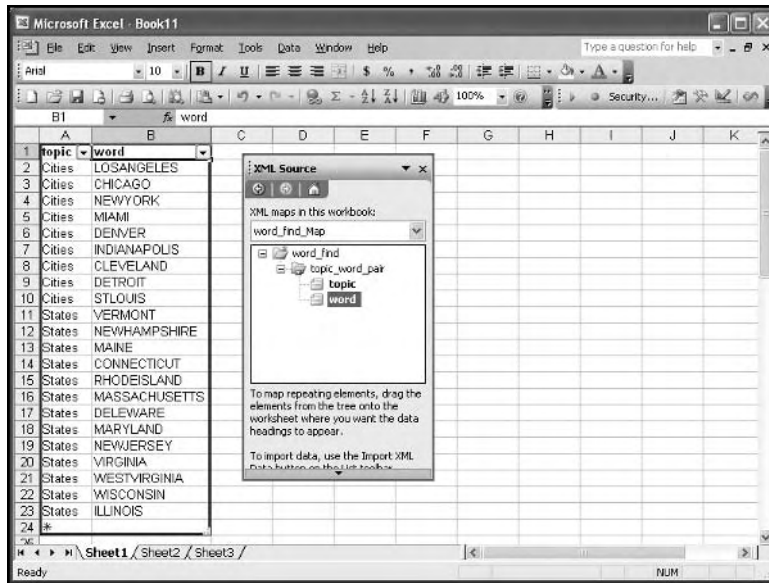 Microsoft Excel - Book11
File Edit View Insert Format Tools Data Window Help Type a question for help
Arial 10 B I U $ % ,
Σ 100% Security...
B1 fx word
A B C D E F G H I J K
1 topic word
2 Cities LOSANGELES
3 Cities CHICAGO
4 Cities NEWYORK
5 Cities MIAMI
6 Cities DENVER
7 Cities INDIANAPOLIS
8 Cities CLEVELAND
9 Cities DETROIT
10 Cities STLOUIS
11 States VERMONT
12 States NEWHAMPSHIRE
13 States MAINE
14 States CONNECTICUT
15 States RHODEISLAND
16 States MASSACHUSETTS
17 States DELEWARE
18 States MARYLAND
19 States NEWJERSEY
20 States VIRGINIA
21 States WESTVIRGINIA
22 States WISCONSIN
23 States ILLINOIS
24 *
XML Source
XML maps in this workbook:
word_find_Map
word_find
topic_word_pair
topic
word
To map repeating elements, drag the
elements from the tree onto the
worksheet where you want the data
headings to appear.
To import data, use the Import XML
Data button on the List toolbar.
Sheet1 / Sheet2 / Sheet3 /
Ready NUM